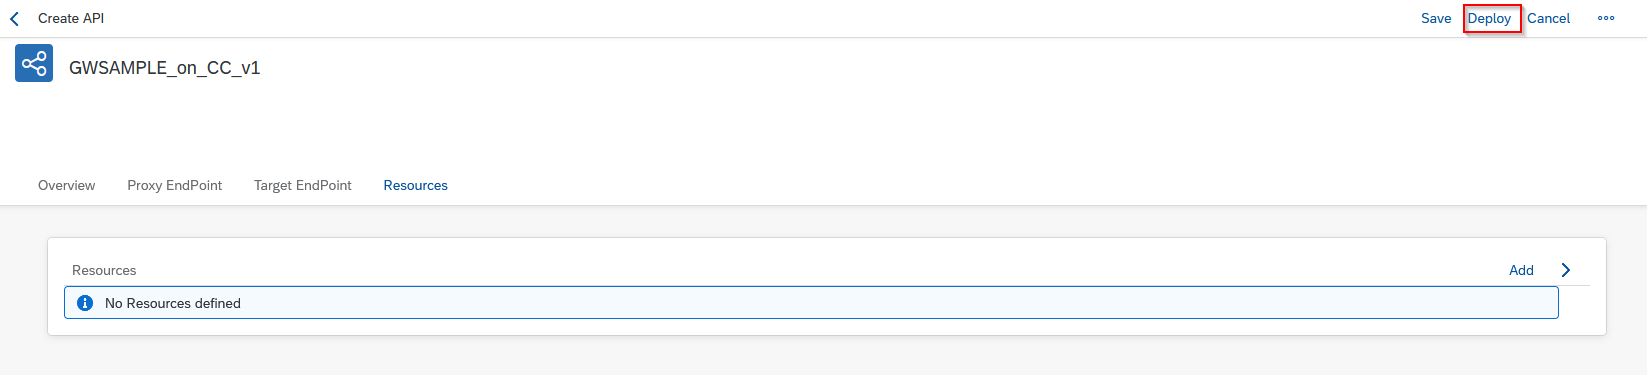 Create API
Save Deploy Cancel
GWSAMPLE_on_CC_v1
Overview Proxy EndPoint Target EndPoint Resources
Resources Add
No Resources defined